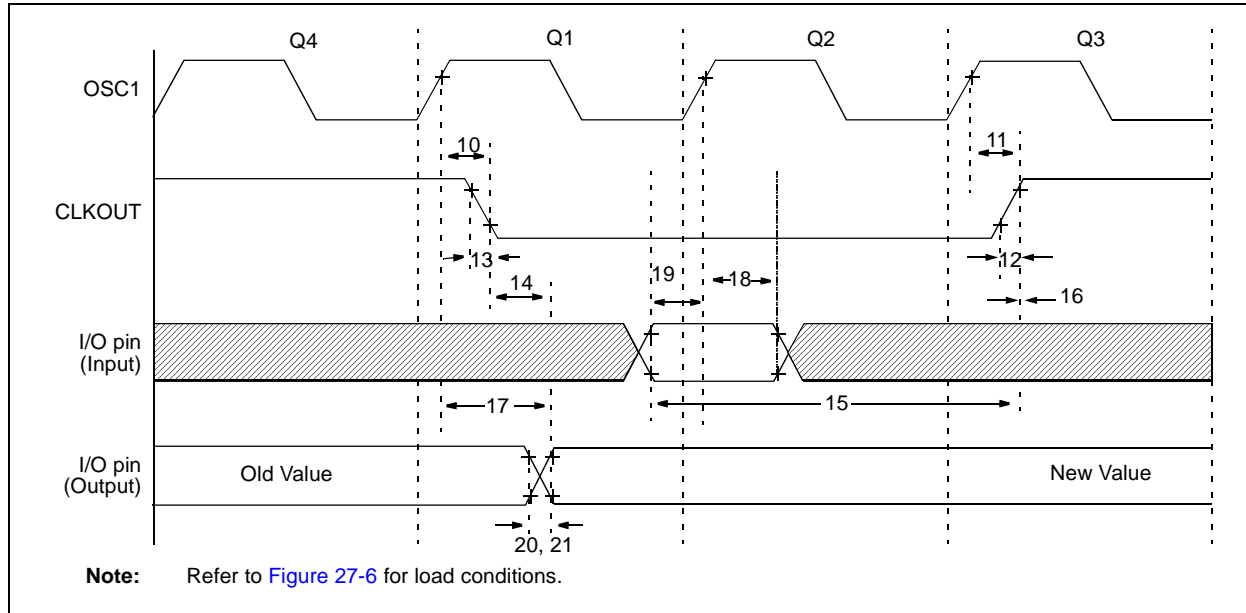 Q4 Q1 Q2 Q3
OSC1
10 11
CLKOUT
13 19 18 12
14 16
I/O pin
(Input)
17 15
I/O pin
(Output)
Old Value New Value
20, 21
Note: Refer to Figure 27-6 for load conditions.